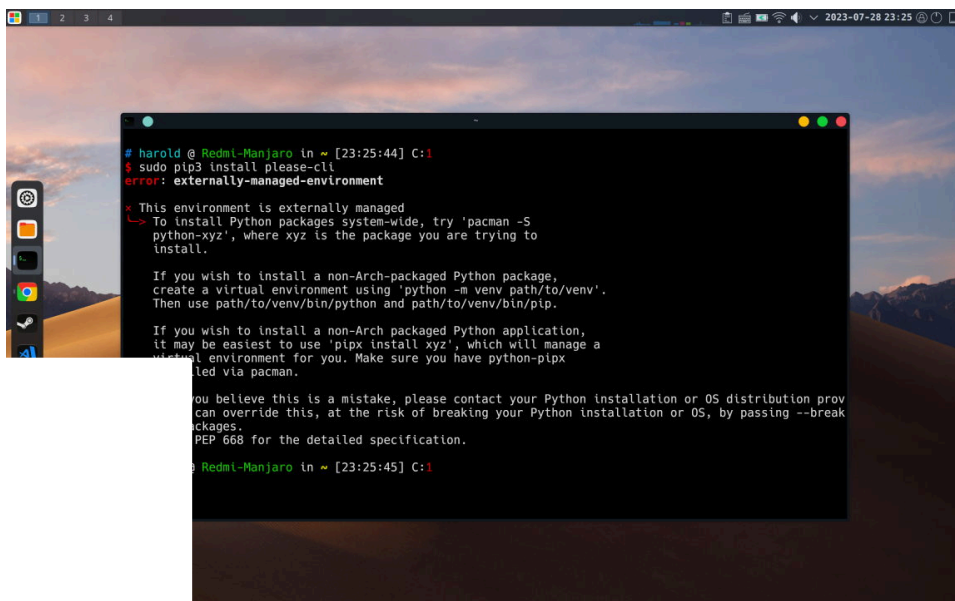 1 2 3 4
2023-07-28 23:25
~
# harold @ Redmi-Manjaro in ~ [23:25:44] C:1
$ sudo pip3 install please-cli
error: externally-managed-environment
× This environment is externally managed
╰─> To install Python packages system-wide, try 'pacman -S
python-xyz', where xyz is the package you are trying to
install.
If you wish to install a non-Arch-packaged Python package,
create a virtual environment using 'python -m venv path/to/venv'.
Then use path/to/venv/bin/python and path/to/venv/bin/pip.
If you wish to install a non-Arch packaged Python application,
it may be easiest to use 'pipx install xyz', which will manage a
virtual environment for you. Make sure you have python-pipx
led via pacman.
you believe this is a mistake, please contact your Python installation or OS distribution prov
can override this, at the risk of breaking your Python installation or OS, by passing --break
ckages.
PEP 668 for the detailed specification.
@ Redmi-Manjaro in ~ [23:25:45] C:1